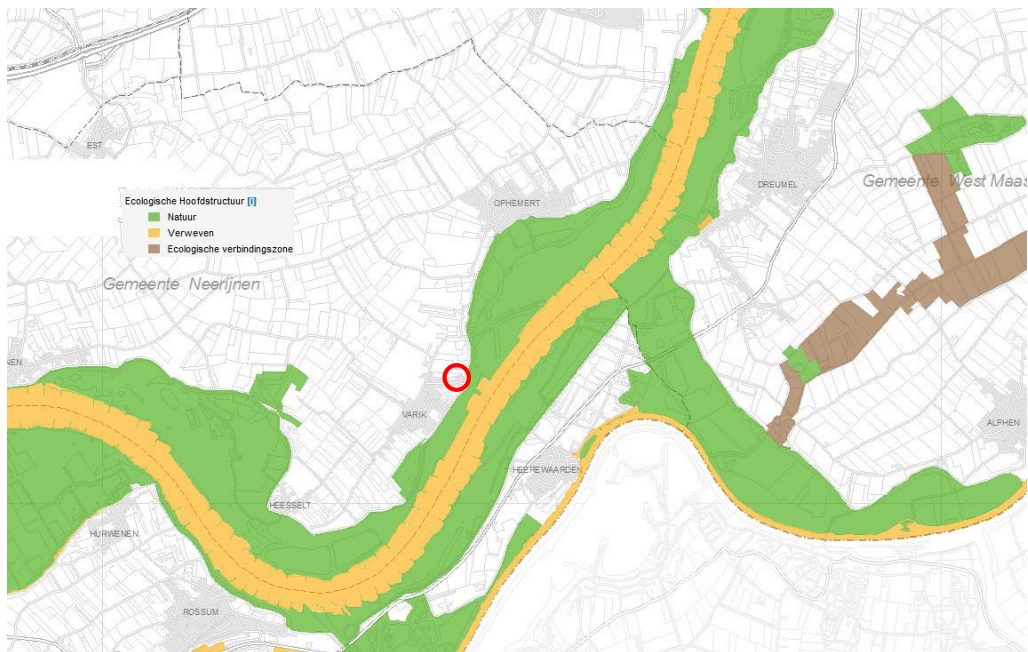 EST
Ecologische Hoofdstructuur [i]
Natuur
Verweven
Ecologische verbindingszone
OPHEMERT
DREUMEL
Gemeente West Maas
Gemeente Neerijnen
NEN
VARIK
ALPHEN
HEEREWAARDEN
HEESSELT
HURWENEN
ROSSUM